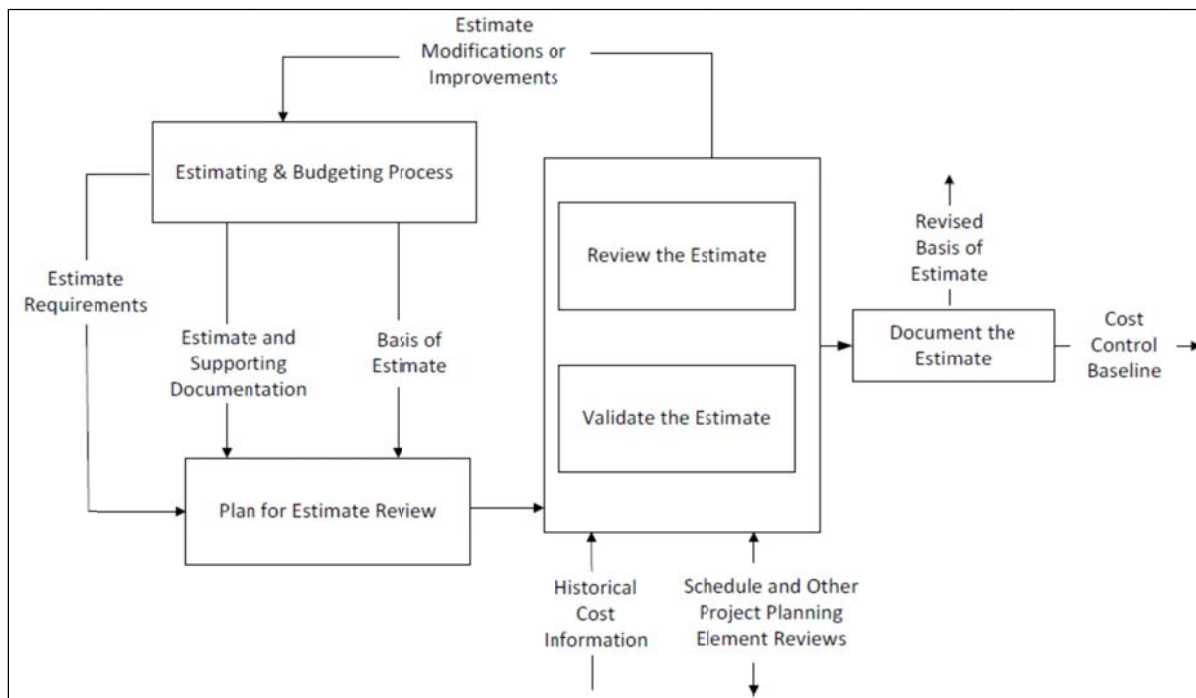 Estimate
Modifications or
Improvements
Estimating & Budgeting Process
Estimate
Requirements
Estimate and
Supporting
Documentation
Basis of
Estimate
Plan for Estimate Review
Review the Estimate
Validate the Estimate
Historical
Cost
Information
Schedule and Other
Project Planning
Element Reviews
Revised
Basis of
Estimate
Document the
Estimate
Cost
Control
Baseline